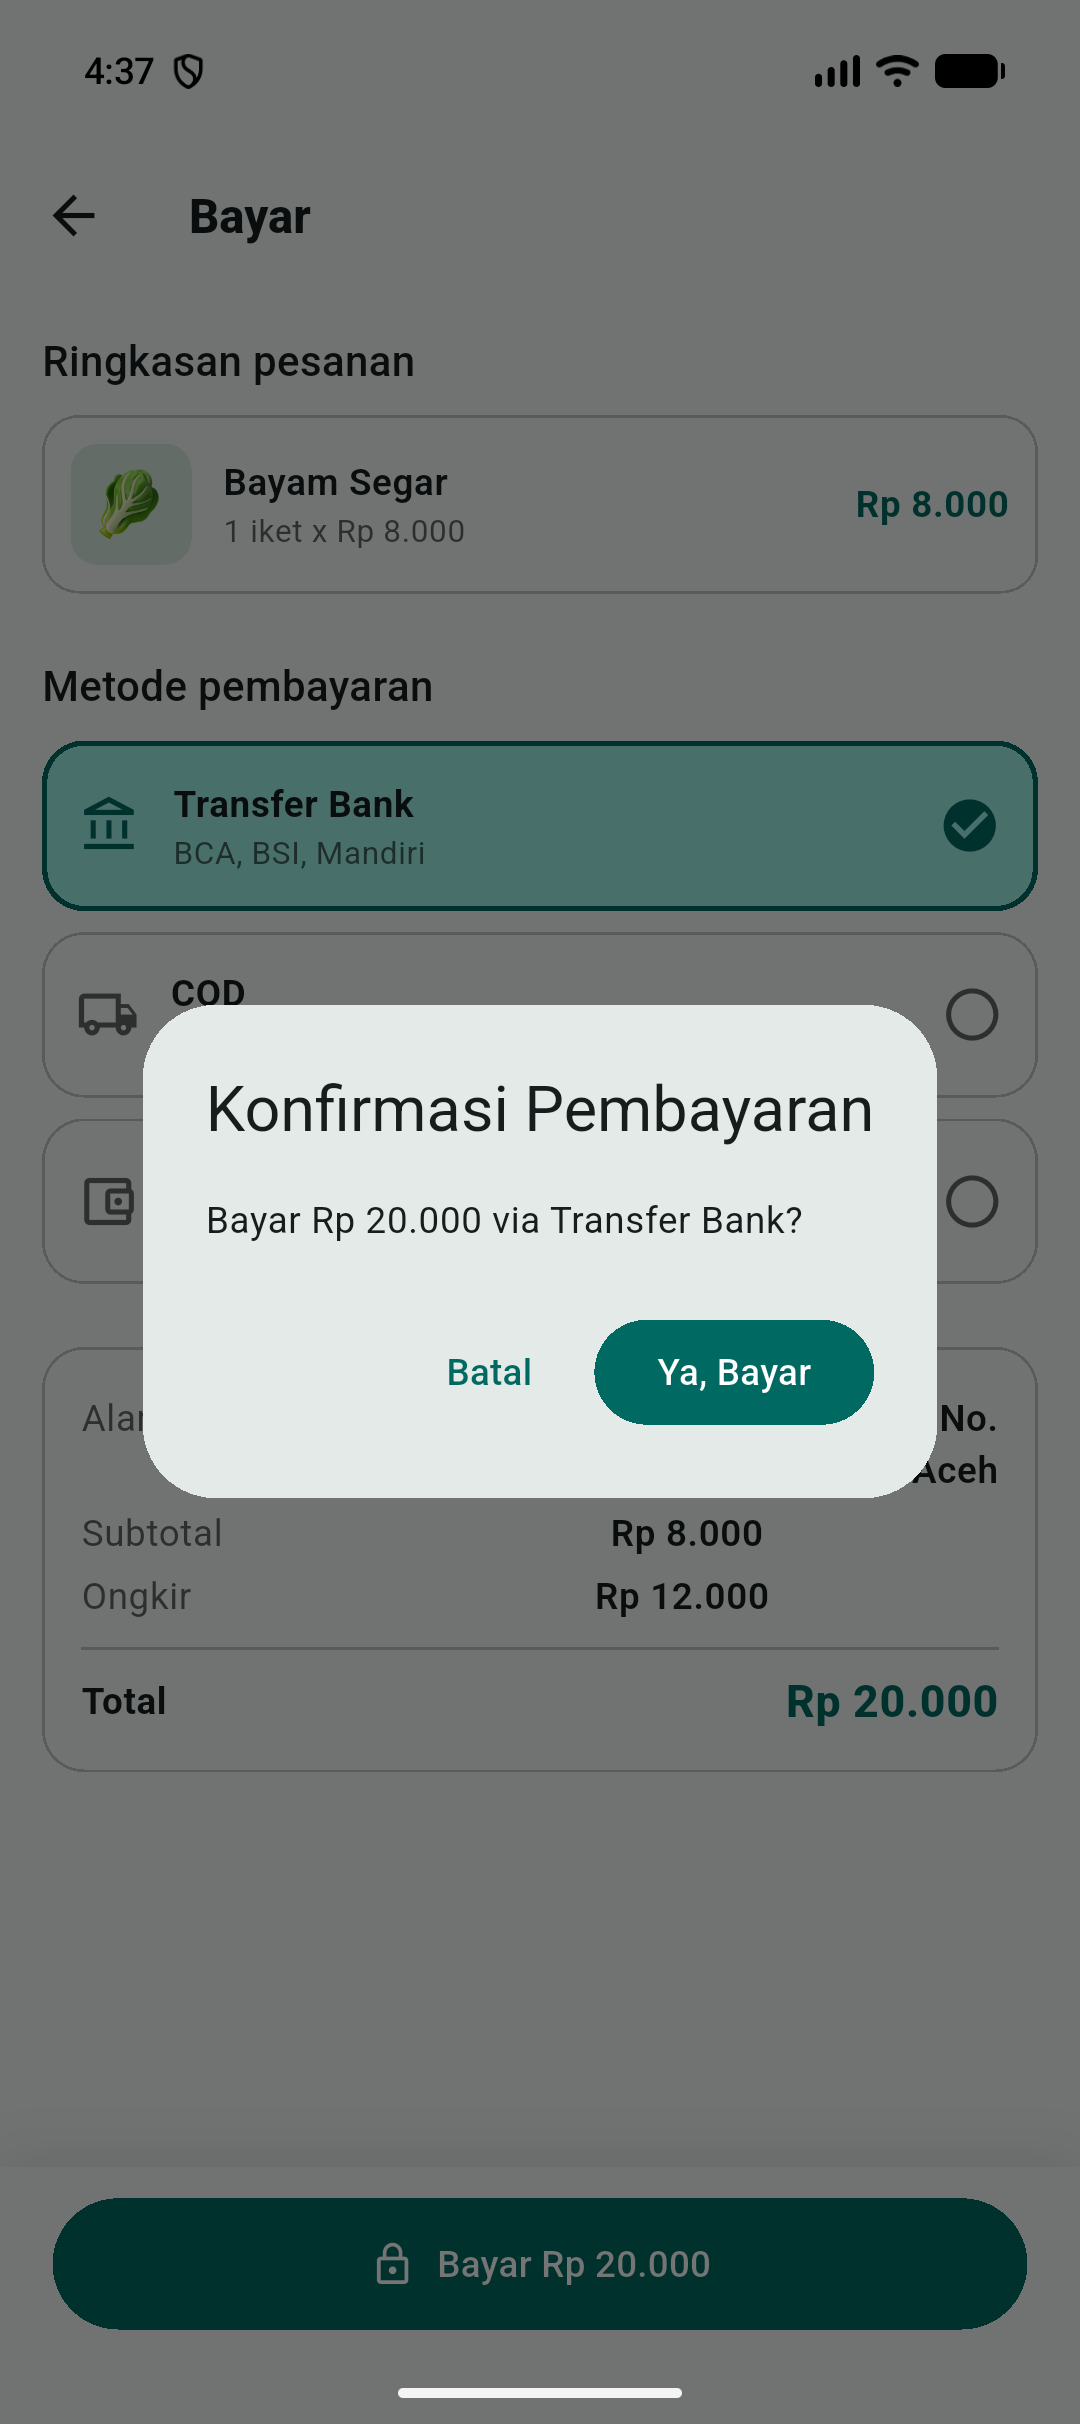 4:37
Bayar
Ringkasan pesanan
Bayam Segar
1 iket x Rp 8.000
Rp 8.000
Metode pembayaran
Transfer Bank
BCA, BSI, Mandiri
COD
Konfirmasi Pembayaran
Bayar Rp 20.000 via Transfer Bank?
Batal
Ya, Bayar
No.
Aceh
Subtotal
Rp 8.000
Ongkir
Rp 12.000
Total
Rp 20.000
Bayar Rp 20.000